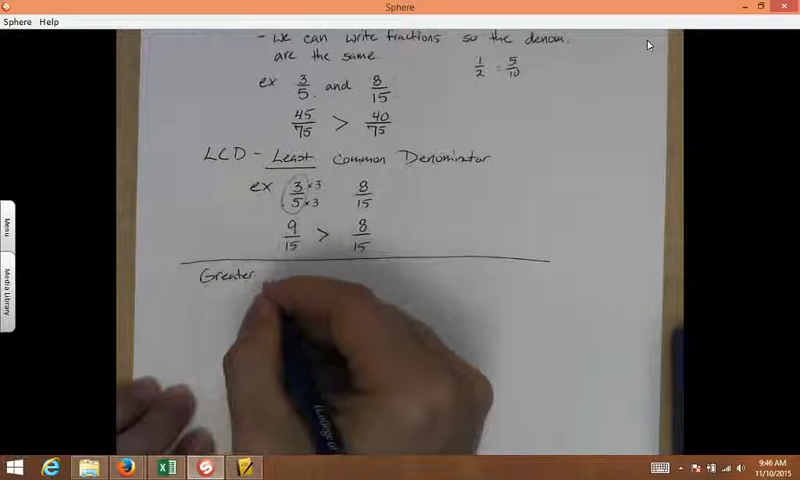 Sphere
Sphere Help
- we can write fractions so the denom.
are the same.
1/2 = 5/10
ex 3/5 and 8/15
45/75 > 40/75
LCD - Least Common Denominator
ex 3/5 ×3 ×3 8/15
9/15 > 8/15
Greater
Menu
Media Library
9:46 AM
11/10/2015